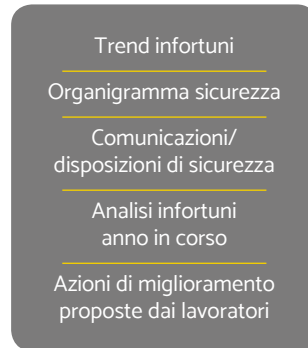 Trend infortuni
Organigramma sicurezza
Comunicazioni/
disposizioni di sicurezza
Analisi infortuni
anno in corso
Azioni di miglioramento
proposte dai lavoratori